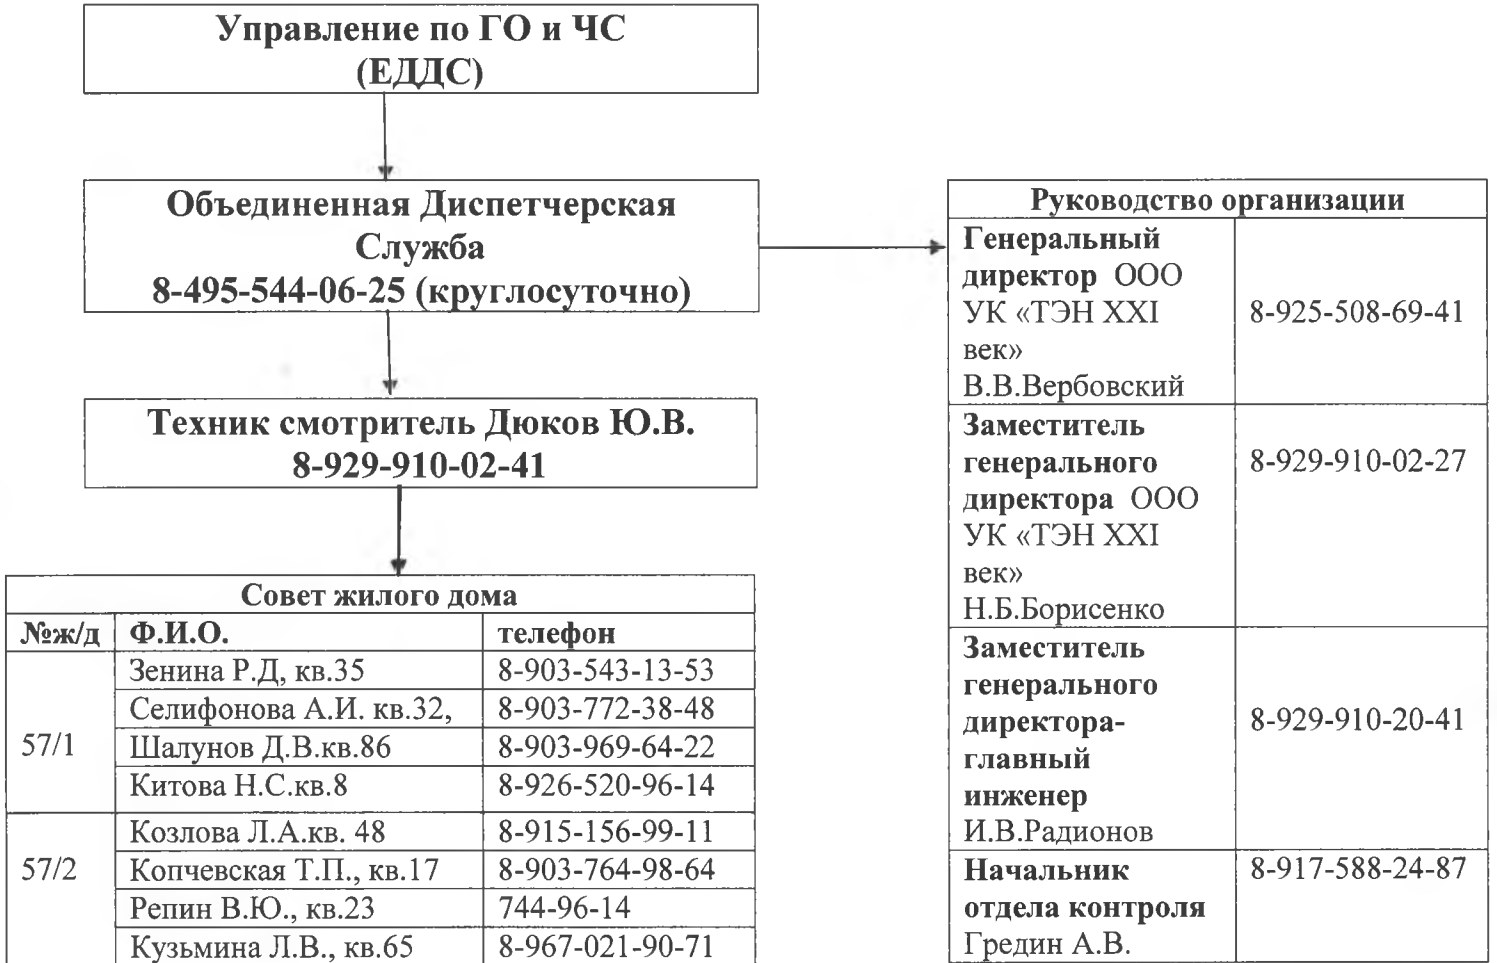 Управление по ГО и ЧС
(ЕДДС)
Объединенная Диспетчерская
Служба
8-495-544-06-25 (круглосуточно)
Техник смотритель Дюков Ю.В.
8-929-910-02-41
Совет жилого дома
№ж/д Ф.И.О. телефон
57/1
Зенина Р.Д, кв.35 8-903-543-13-53
Селифонова А.И. кв.32, 8-903-772-38-48
Шалунов Д.В.кв.86 8-903-969-64-22
Китова Н.С.кв.8 8-926-520-96-14
57/2
Козлова Л.А.кв. 48 8-915-156-99-11
Копчевская Т.П., кв.17 8-903-764-98-64
Репин В.Ю., кв.23 744-96-14
Кузьмина Л.В., кв.65 8-967-021-90-71
Руководство организации
Генеральный
директор ООО
УК «ТЭН XXI
век»
В.В.Вербовский
8-925-508-69-41
Заместитель
генерального
директора ООО
УК «ТЭН XXI
век»
Н.Б.Борисенко
8-929-910-02-27
Заместитель
генерального
директора-
главный
инженер
И.В.Радионов
8-929-910-20-41
Начальник
отдела контроля
Гредин А.В.
8-917-588-24-87